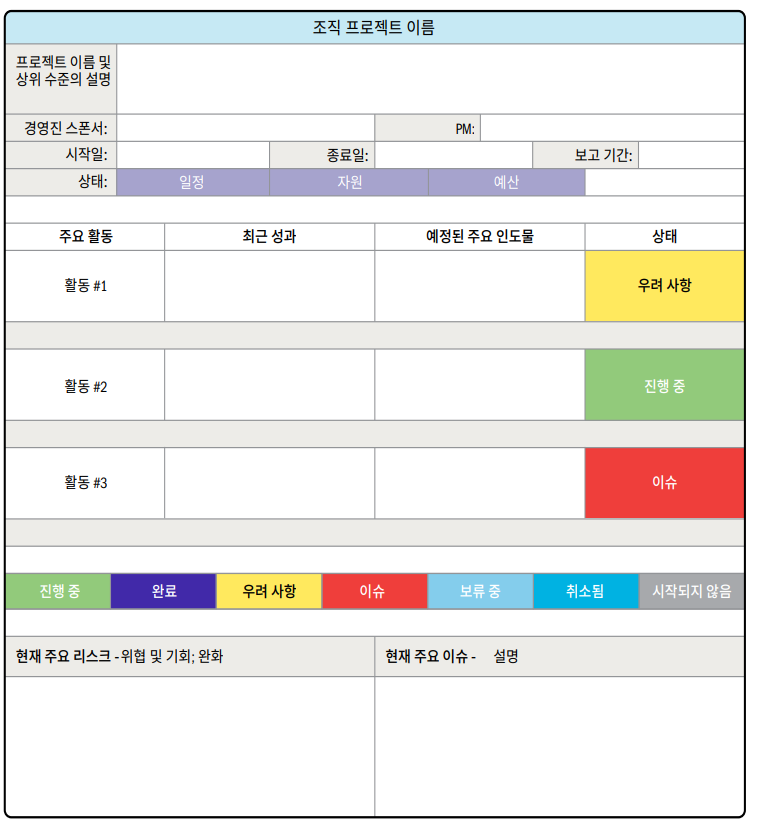 조직 프로젝트 이름
프로젝트 이름 및
상위 수준의 설명
경영진 스폰서: PM:
시작일: 종료일: 보고 기간:
상태: 일정 자원 예산
주요 활동 최근 성과 예정된 주요 인도물 상태
활동 #1 우려 사항
활동 #2 진행 중
활동 #3 이슈
진행 중 완료 우려 사항 이슈 보류 중 취소됨 시작되지 않음
현재 주요 리스크 - 위협 및 기회; 완화 현재 주요 이슈 - 설명